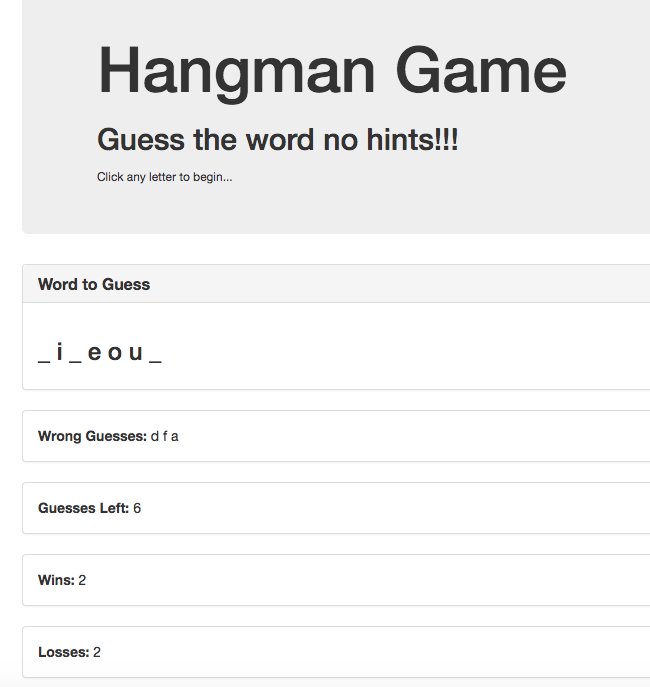 Hangman Game
Guess the word no hints!!!
Click any letter to begin...
Word to Guess
_ i _ e o u _
Wrong Guesses: d f a
Guesses Left: 6
Wins: 2
Losses: 2